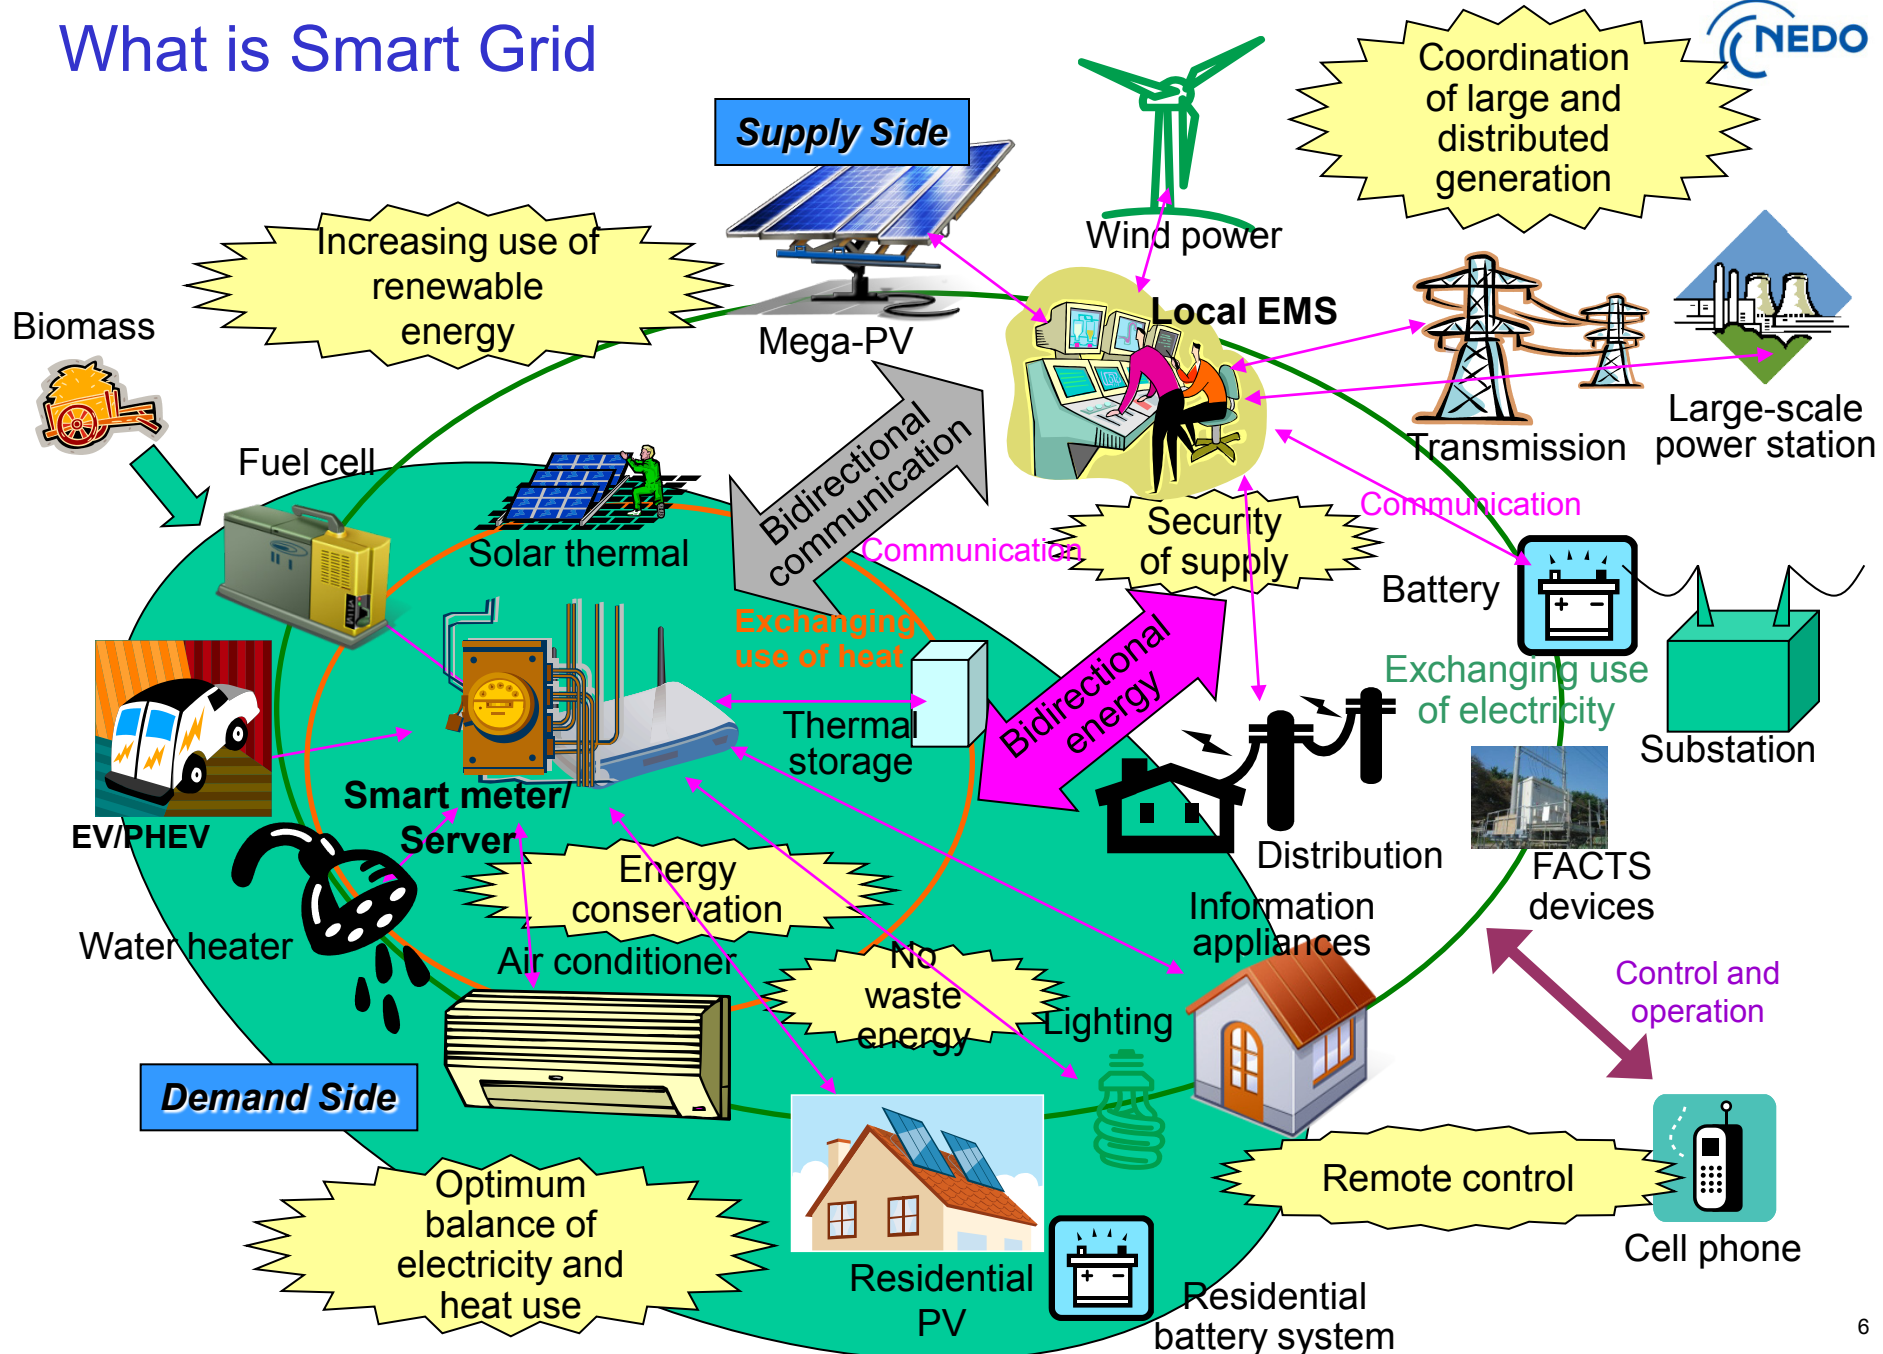 What is Smart Grid
NEDO
Coordination
of large and
distributed
generation
Supply Side
Wind power
Increasing use of
renewable
energy
Biomass
Mega-PV
Local EMS
Large-scale
power station
Transmission
Fuel cell
Bidirectional
communication
Solar thermal
Communication
Security
of supply
Communication
Battery
Exchanging
use of heat
Bidirectional
energy
Exchanging use
of electricity
Substation
Thermal
storage
Smart meter/
Server
EV/PHEV
Distribution
FACTS
devices
Energy
conservation
Information
appliances
Water heater
Air conditioner
No
waste
energy
Lighting
Control and
operation
Demand Side
Optimum
balance of
electricity and
heat use
Remote control
Cell phone
Residential
PV
Residential
battery system
6